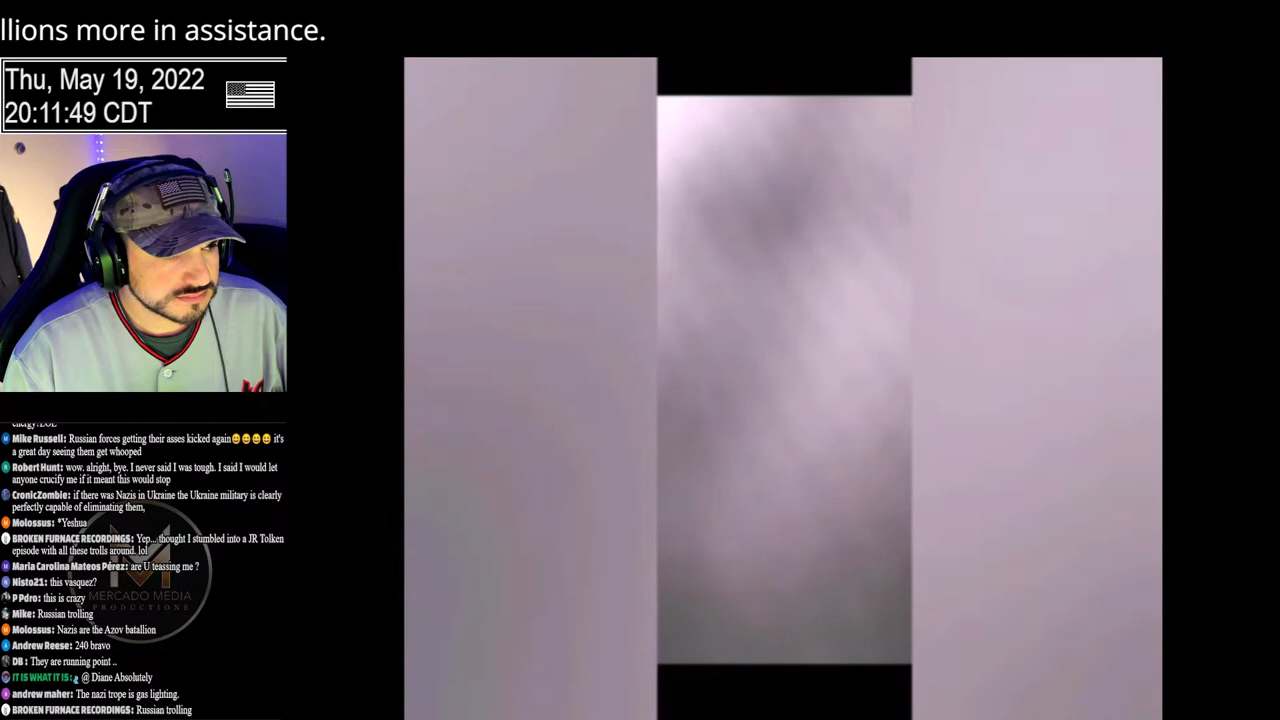 llions more in assistance.
Thu, May 19, 2022
20:11:49 CDT
Mike Russell: Russian forces getting their asses kicked again😄😄😄😄 it's
a great day seeing them get whooped
Robert Hunt: wow. alright, bye. I never said I was tough. I said I would let
anyone crucify me if it meant this would stop
CronicZombie: if there was Nazis in Ukraine the Ukraine military is clearly
perfectly capable of eliminating them,
Molossus: *Yeshua
BROKEN FURNACE RECORDINGS: Yep... thought I stumbled into a JR Tolken
episode with all these trolls around. lol
Maria Carolina Mateos Pérez: are U teassing me ?
Nisto21: this vasquez?
P Pdro: this is crazy
MERCADO MEDIA
PRODUCTIONS
Mike: Russian trolling
Molossus: Nazis are the Azov batallion
Andrew Reese: 240 bravo
DB : They are running point ..
IT IS WHAT IT IS: @ Diane Absolutely
andrew maher: The nazi trope is gas lighting.
BROKEN FURNACE RECORDINGS: Russian trolling